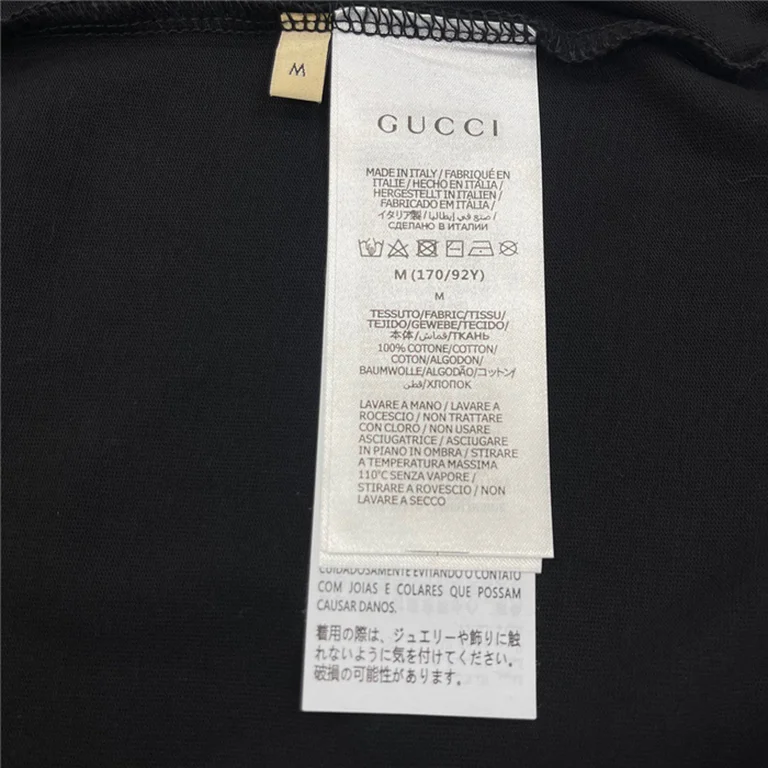 M
GUCCI
MADE IN ITALY / FABRIQUÉ EN
ITALIE / HECHO EN ITALIA /
HERGESTELLT IN ITALIEN /
FABRICADO EM ITÁLIA /
イタリア製 / صنع في إيطاليا /
СДЕЛАНО В ИТАЛИИ
M (170/92Y)
M
TESSUTO/FABRIC/TISSU/
TEJIDO/GEWEBE/TECIDO/
本体/قماش/ТКАНЬ
100% COTONE/COTTON/
COTON/ALGODON/
BAUMWOLLE/ALGODÃO/コットン/
قطن/ХЛОПОК
LAVARE A MANO / LAVARE A
ROCESCIO / NON TRATTARE
CON CLORO / NON USARE
ASCIUGATRICE / ASCIUGARE
IN PIANO IN OMBRA / STIRARE
A TEMPERATURA MASSIMA
110°C SENZA VAPORE /
STIRARE A ROVESCIO / NON
LAVARE A SECCO
CUIDADOSAMENTE EVITANDO O CONTATO
COM JOIAS E COLARES QUE POSSAM
CAUSAR DANOS.
着用の際は、ジュエリーや飾りに触
れないように気を付けてください。
破損の可能性があります。